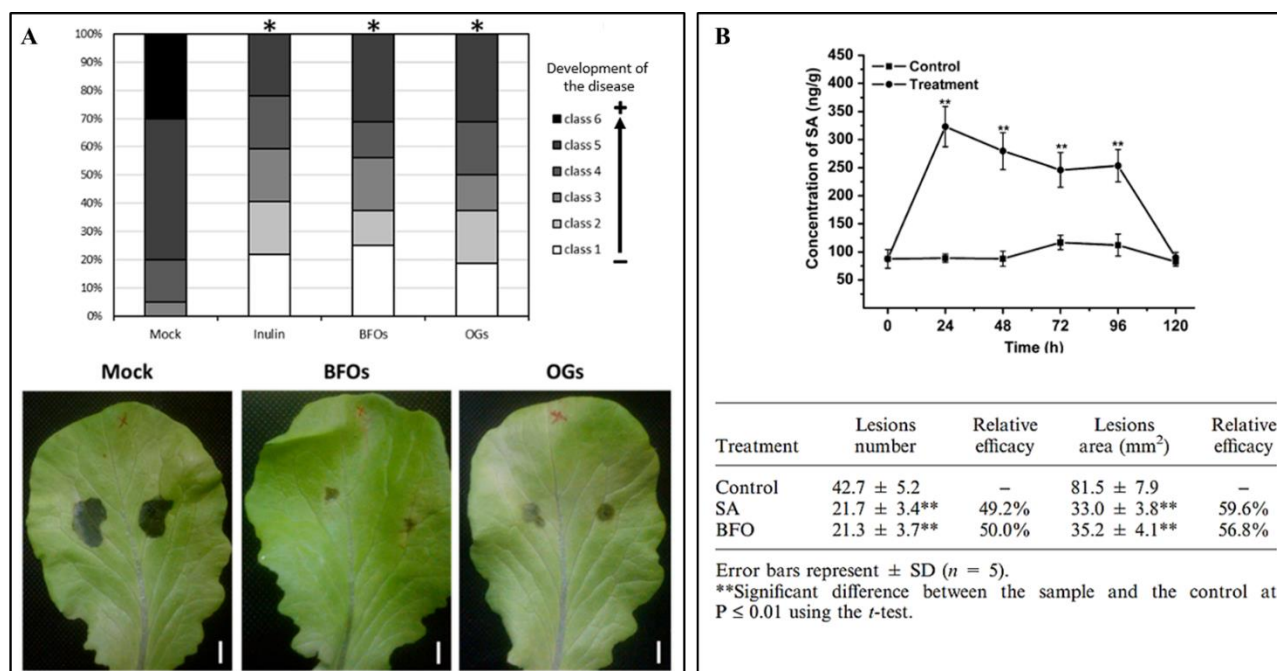 A
* * *
100%
90%
80%
70%
60%
50%
40%
30%
20%
10%
0%
Mock Inulin BFOs OGs
Development of
the disease
+
class 6
class 5
class 4
class 3
class 2
class 1
–
Mock BFOs OGs
B
Concentration of SA (ng/g)
450
400
350
300
250
200
150
100
50
Control
Treatment
** ** ** **
0 24 48 72 96 120
Time (h)
Treatment Lesions number Relative efficacy Lesions area (mm²) Relative efficacy
Control 42.7 ± 5.2 – 81.5 ± 7.9 –
SA 21.7 ± 3.4** 49.2% 33.0 ± 3.8** 59.6%
BFO 21.3 ± 3.7** 50.0% 35.2 ± 4.1** 56.8%
Error bars represent ± SD (n = 5).
**Significant difference between the sample and the control at
P ≤ 0.01 using the t-test.